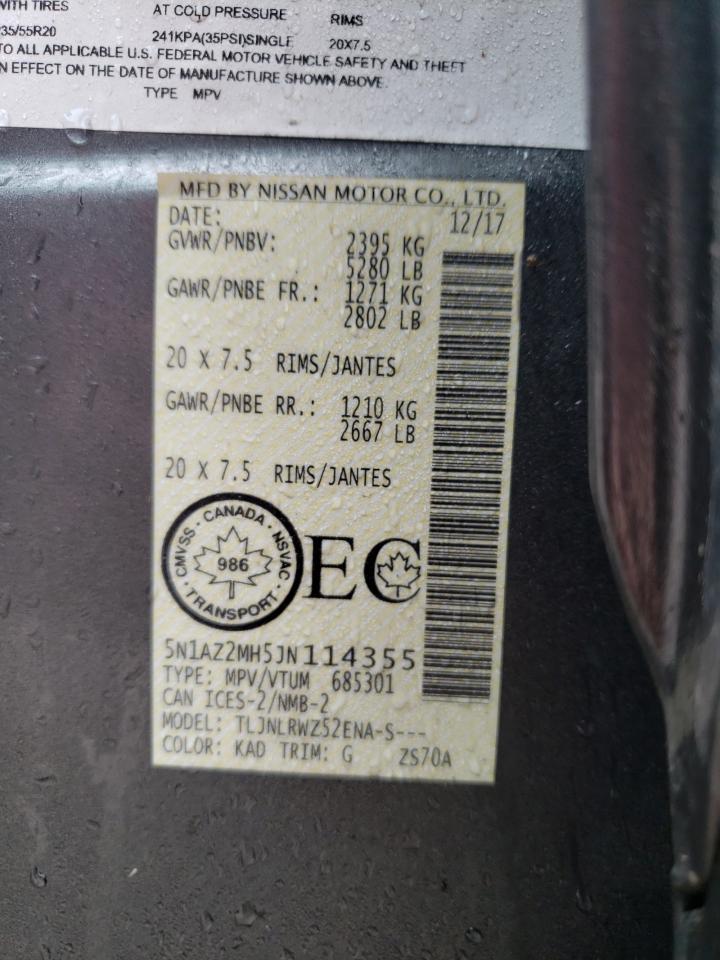 WITH TIRES AT COLD PRESSURE RIMS
35/55R20 241KPA(35PSI)SINGLE 20X7.5
TO ALL APPLICABLE U.S. FEDERAL MOTOR VEHICLE SAFETY AND THEFT
N EFFECT ON THE DATE OF MANUFACTURE SHOWN ABOVE.
TYPE MPV
MFD BY NISSAN MOTOR CO., LTD.
DATE: 12/17
GVWR/PNBV: 2395 KG
5280 LB
GAWR/PNBE FR.: 1271 KG
2802 LB
20 X 7.5 RIMS/JANTES
GAWR/PNBE RR.: 1210 KG
2667 LB
20 X 7.5 RIMS/JANTES
CMVSS · CANADA · NSVAC · TRANSPORT ·
986
EC
5N1AZ2MH5JN114355
TYPE: MPV/VTUM 685301
CAN ICES-2/NMB-2
MODEL: TLJNLRWZ52ENA-S---
COLOR: KAD TRIM: G ZS70A